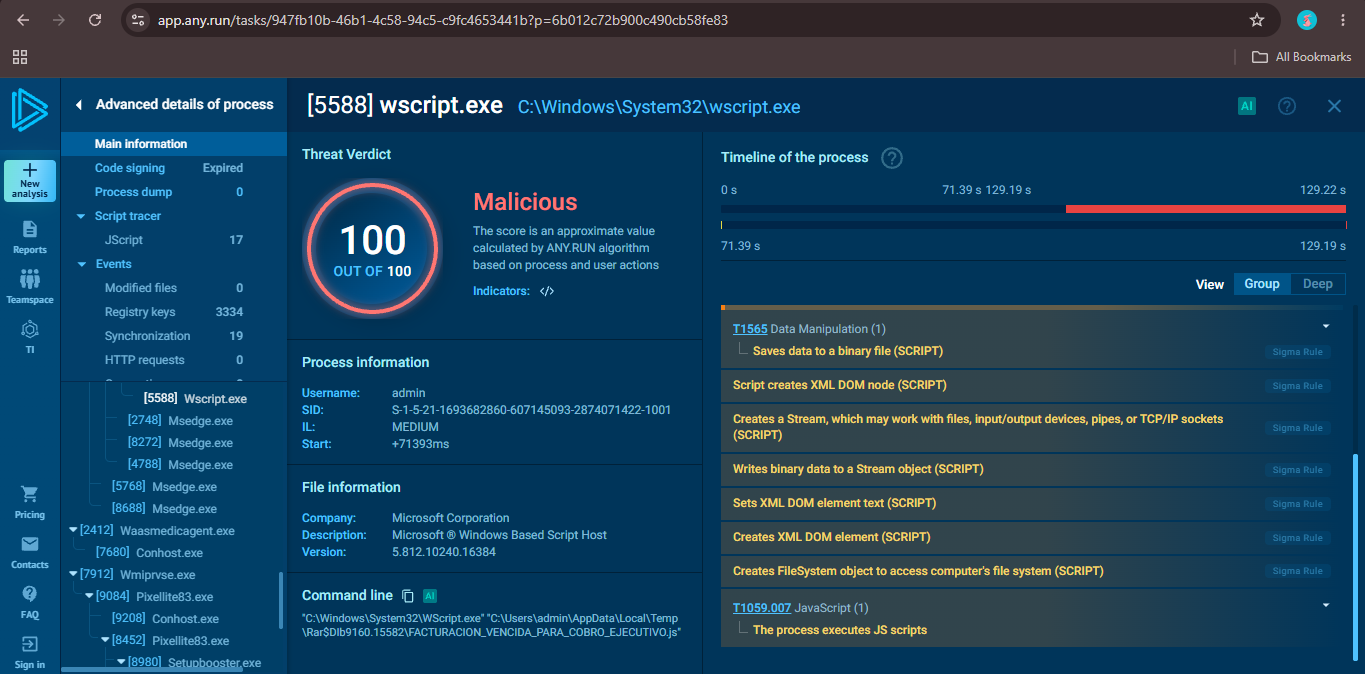 app.any.run/tasks/947fb10b-46b1-4c58-94c5-c9fc4653441b?p=6b012c72b900c490cb58fe83
All Bookmarks
New
analysis
Reports
Teamspace
TI
Pricing
Contacts
FAQ
Sign in
Advanced details of process
Main information
Code signing Expired
Process dump 0
Script tracer
JScript 17
Events
Modified files 0
Registry keys 3334
Synchronization 19
HTTP requests 0
[5588] Wscript.exe
[2748] Msedge.exe
[8272] Msedge.exe
[4788] Msedge.exe
[5768] Msedge.exe
[8688] Msedge.exe
[2412] Waasmedicagent.exe
[7680] Conhost.exe
[7912] Wmiprvse.exe
[9084] Pixellite83.exe
[9208] Conhost.exe
[8452] Pixellite83.exe
[8980] Setupbooster.exe
[5588] wscript.exe C:\Windows\System32\wscript.exe
AI
Threat Verdict
100
OUT OF 100
Malicious
The score is an approximate value
calculated by ANY.RUN algorithm
based on process and user actions
Indicators: </>
Process information
Username: admin
SID: S-1-5-21-1693682860-607145093-2874071422-1001
IL: MEDIUM
Start: +71393ms
File information
Company: Microsoft Corporation
Description: Microsoft ® Windows Based Script Host
Version: 5.812.10240.16384
Command line AI
"C:\Windows\System32\WScript.exe" "C:\Users\admin\AppData\Local\Temp
\Rar$DIb9160.15582\FACTURACION_VENCIDA_PARA_COBRO_EJECUTIVO.js"
Timeline of the process ?
0 s 71.39 s 129.19 s 129.22 s
71.39 s 129.19 s
View Group Deep
T1565 Data Manipulation (1)
Saves data to a binary file (SCRIPT) Sigma Rule
Script creates XML DOM node (SCRIPT) Sigma Rule
Creates a Stream, which may work with files, input/output devices, pipes, or TCP/IP sockets
(SCRIPT) Sigma Rule
Writes binary data to a Stream object (SCRIPT) Sigma Rule
Sets XML DOM element text (SCRIPT) Sigma Rule
Creates XML DOM element (SCRIPT) Sigma Rule
Creates FileSystem object to access computer's file system (SCRIPT) Sigma Rule
T1059.007 JavaScript (1)
The process executes JS scripts